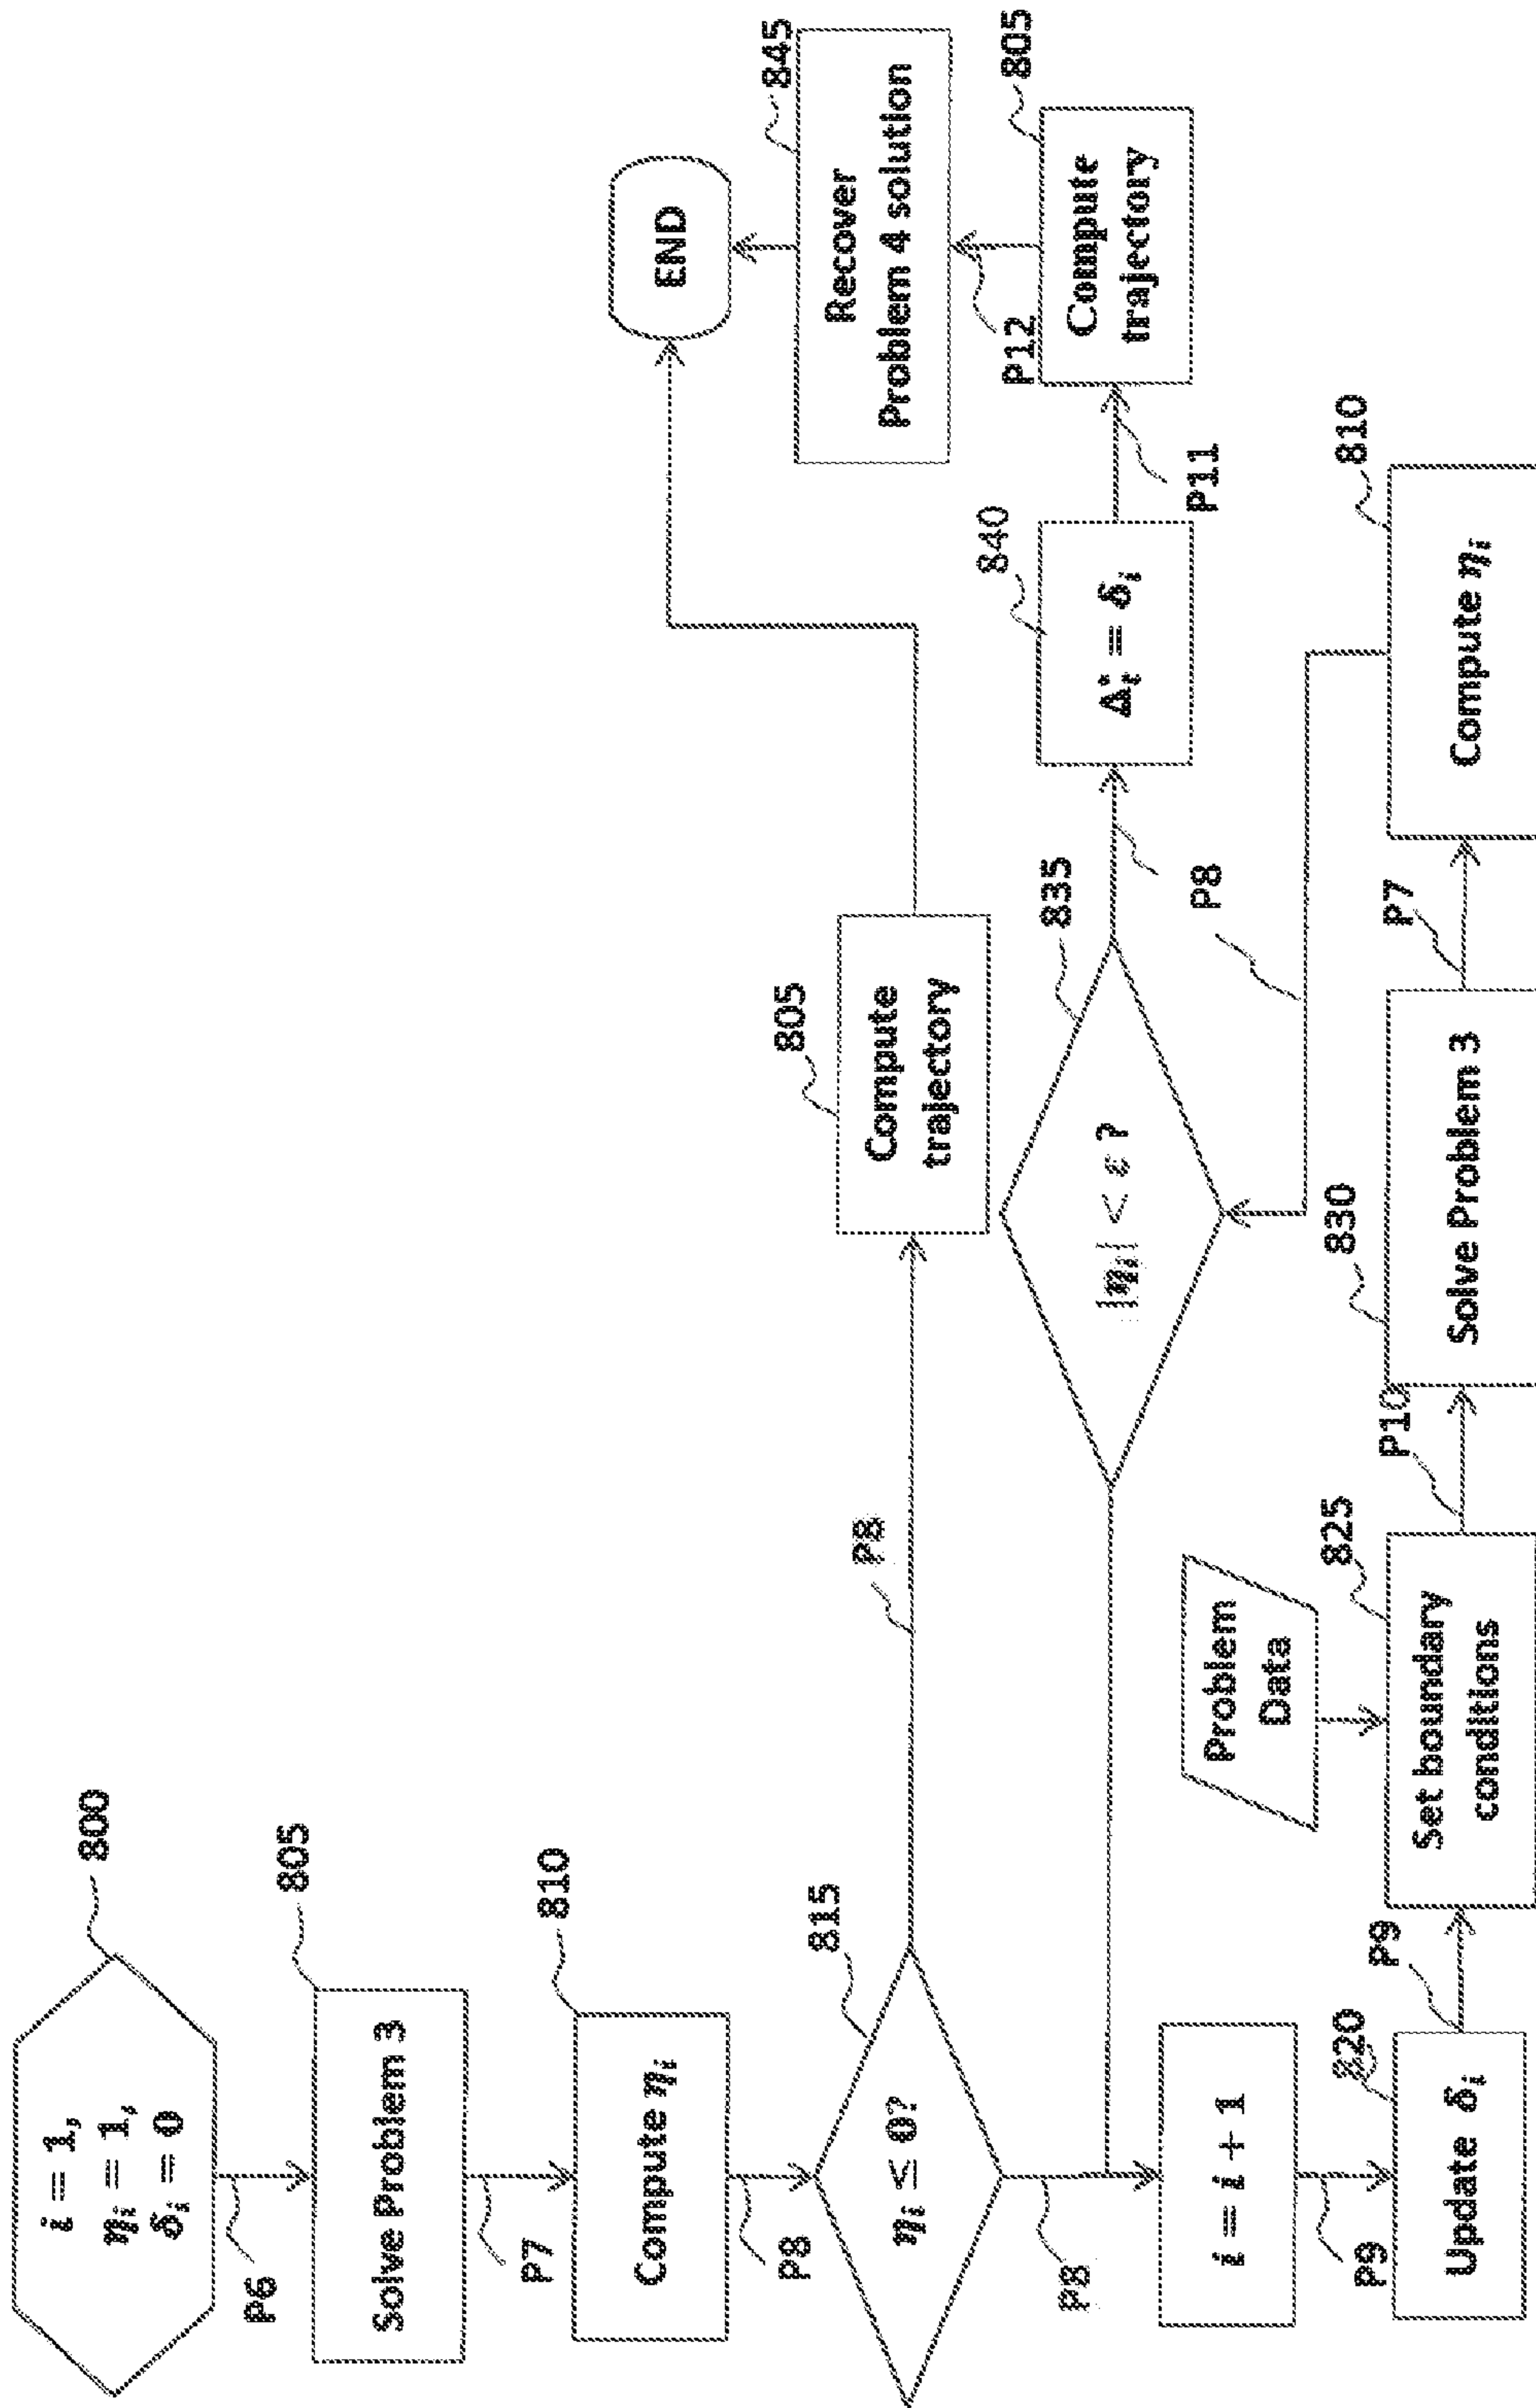 800
i = 1,
ηᵢ = 1,
δᵢ = 0
P6
805
Solve Problem 3
P7
810
Compute ηᵢ
P8
815
ηᵢ ≤ 0?
P8
P8
805
Compute
trajectory
END
845
Recover
Problem 4 solution
P12
805
Compute
trajectory
P11
840
= δᵢ
P8
835
|ηᵢ| < ε ?
P8
i = i + 1
P9
820
Update δᵢ
P9
Problem
Data
825
Set boundary
conditions
P10
830
Solve Problem 3
P7
810
Compute ηᵢ